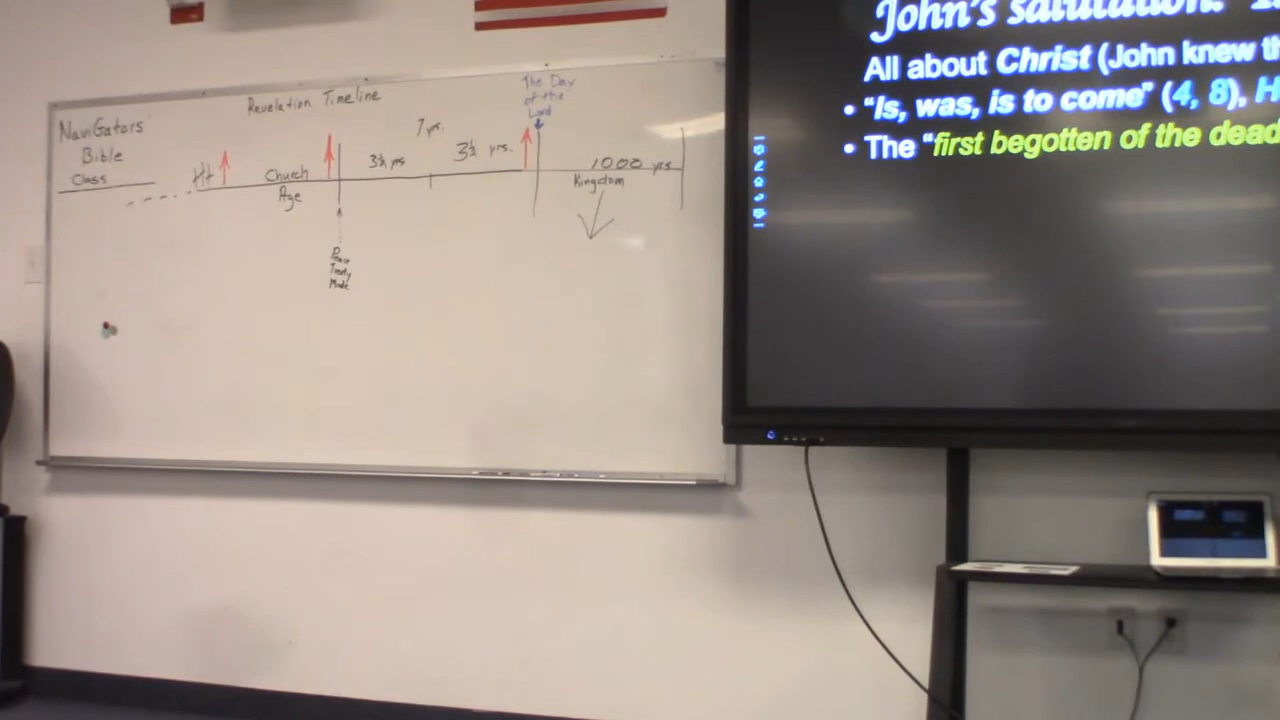 Revelation Timeline
NaviGators
Bible
Class
The Day
of the
Lord
7 yrs.
3½ yrs
3½ yrs.
1000 yrs
Kingdom
Church
Age
Peace
Treaty
Made
John's salutation:
All about Christ (John knew th
• "Is, was, is to come" (4, 8), H
• The "first begotten of the dead